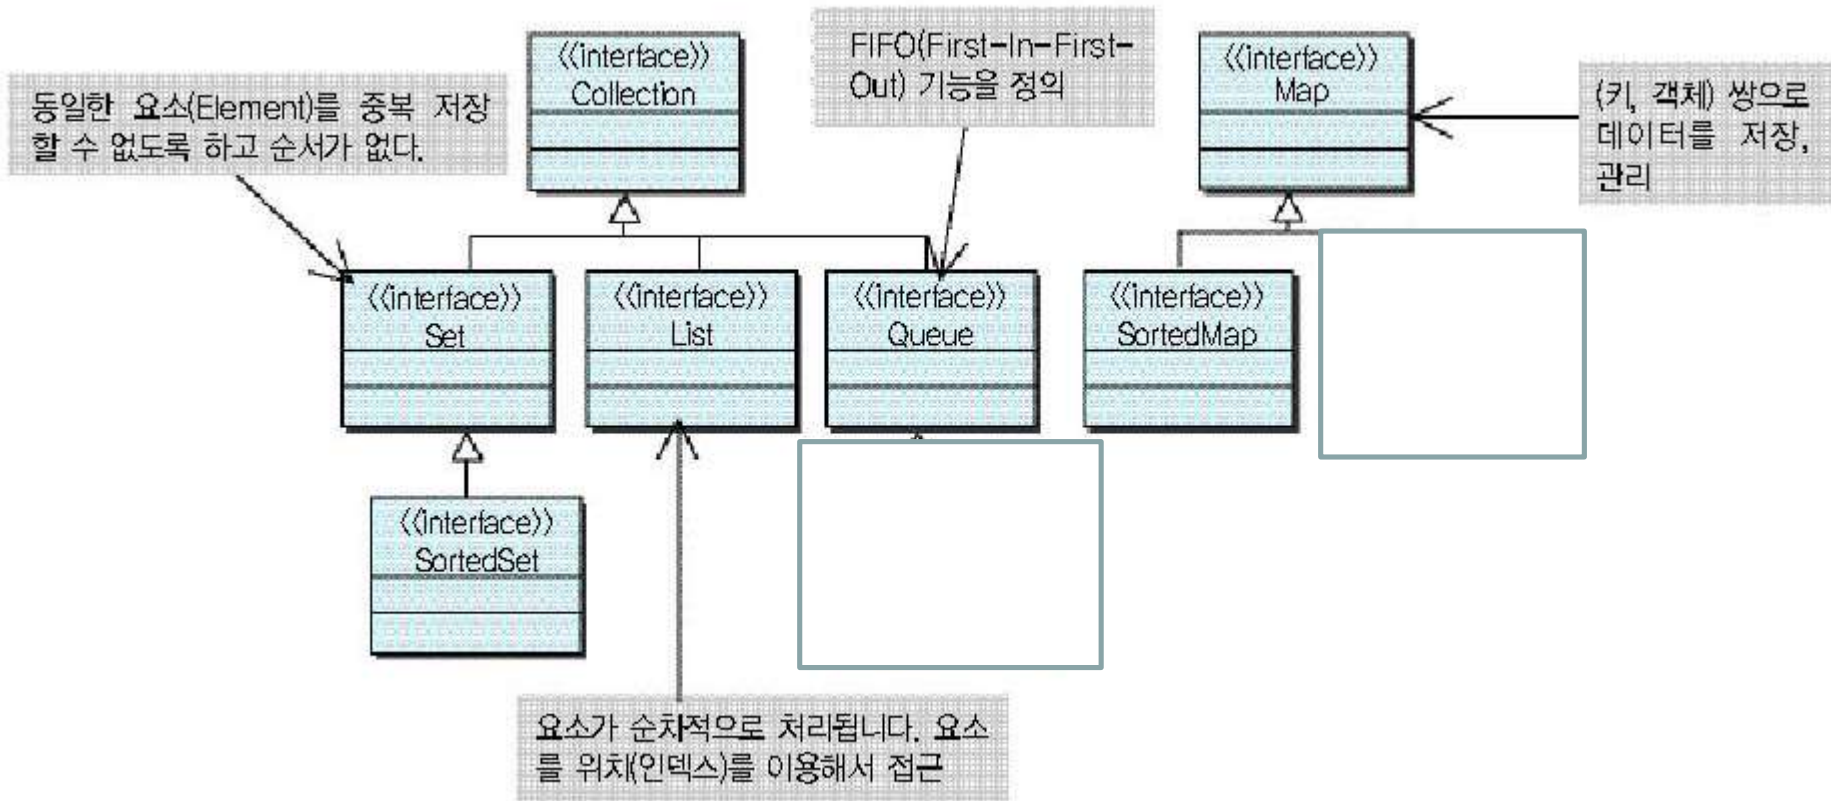 동일한 요소(Element)를 중복 저장
할 수 없도록 하고 순서가 없다.
《interface》
Collection
FIFO(First-In-First-
Out) 기능을 정의
《interface》
Map
(키, 객체) 쌍으로
데이터를 저장,
관리
《interface》
Set
《interface》
List
《interface》
Queue
《interface》
SortedMap
《interface》
SortedSet
요소가 순차적으로 처리됩니다. 요소
를 위치(인덱스)를 이용해서 접근